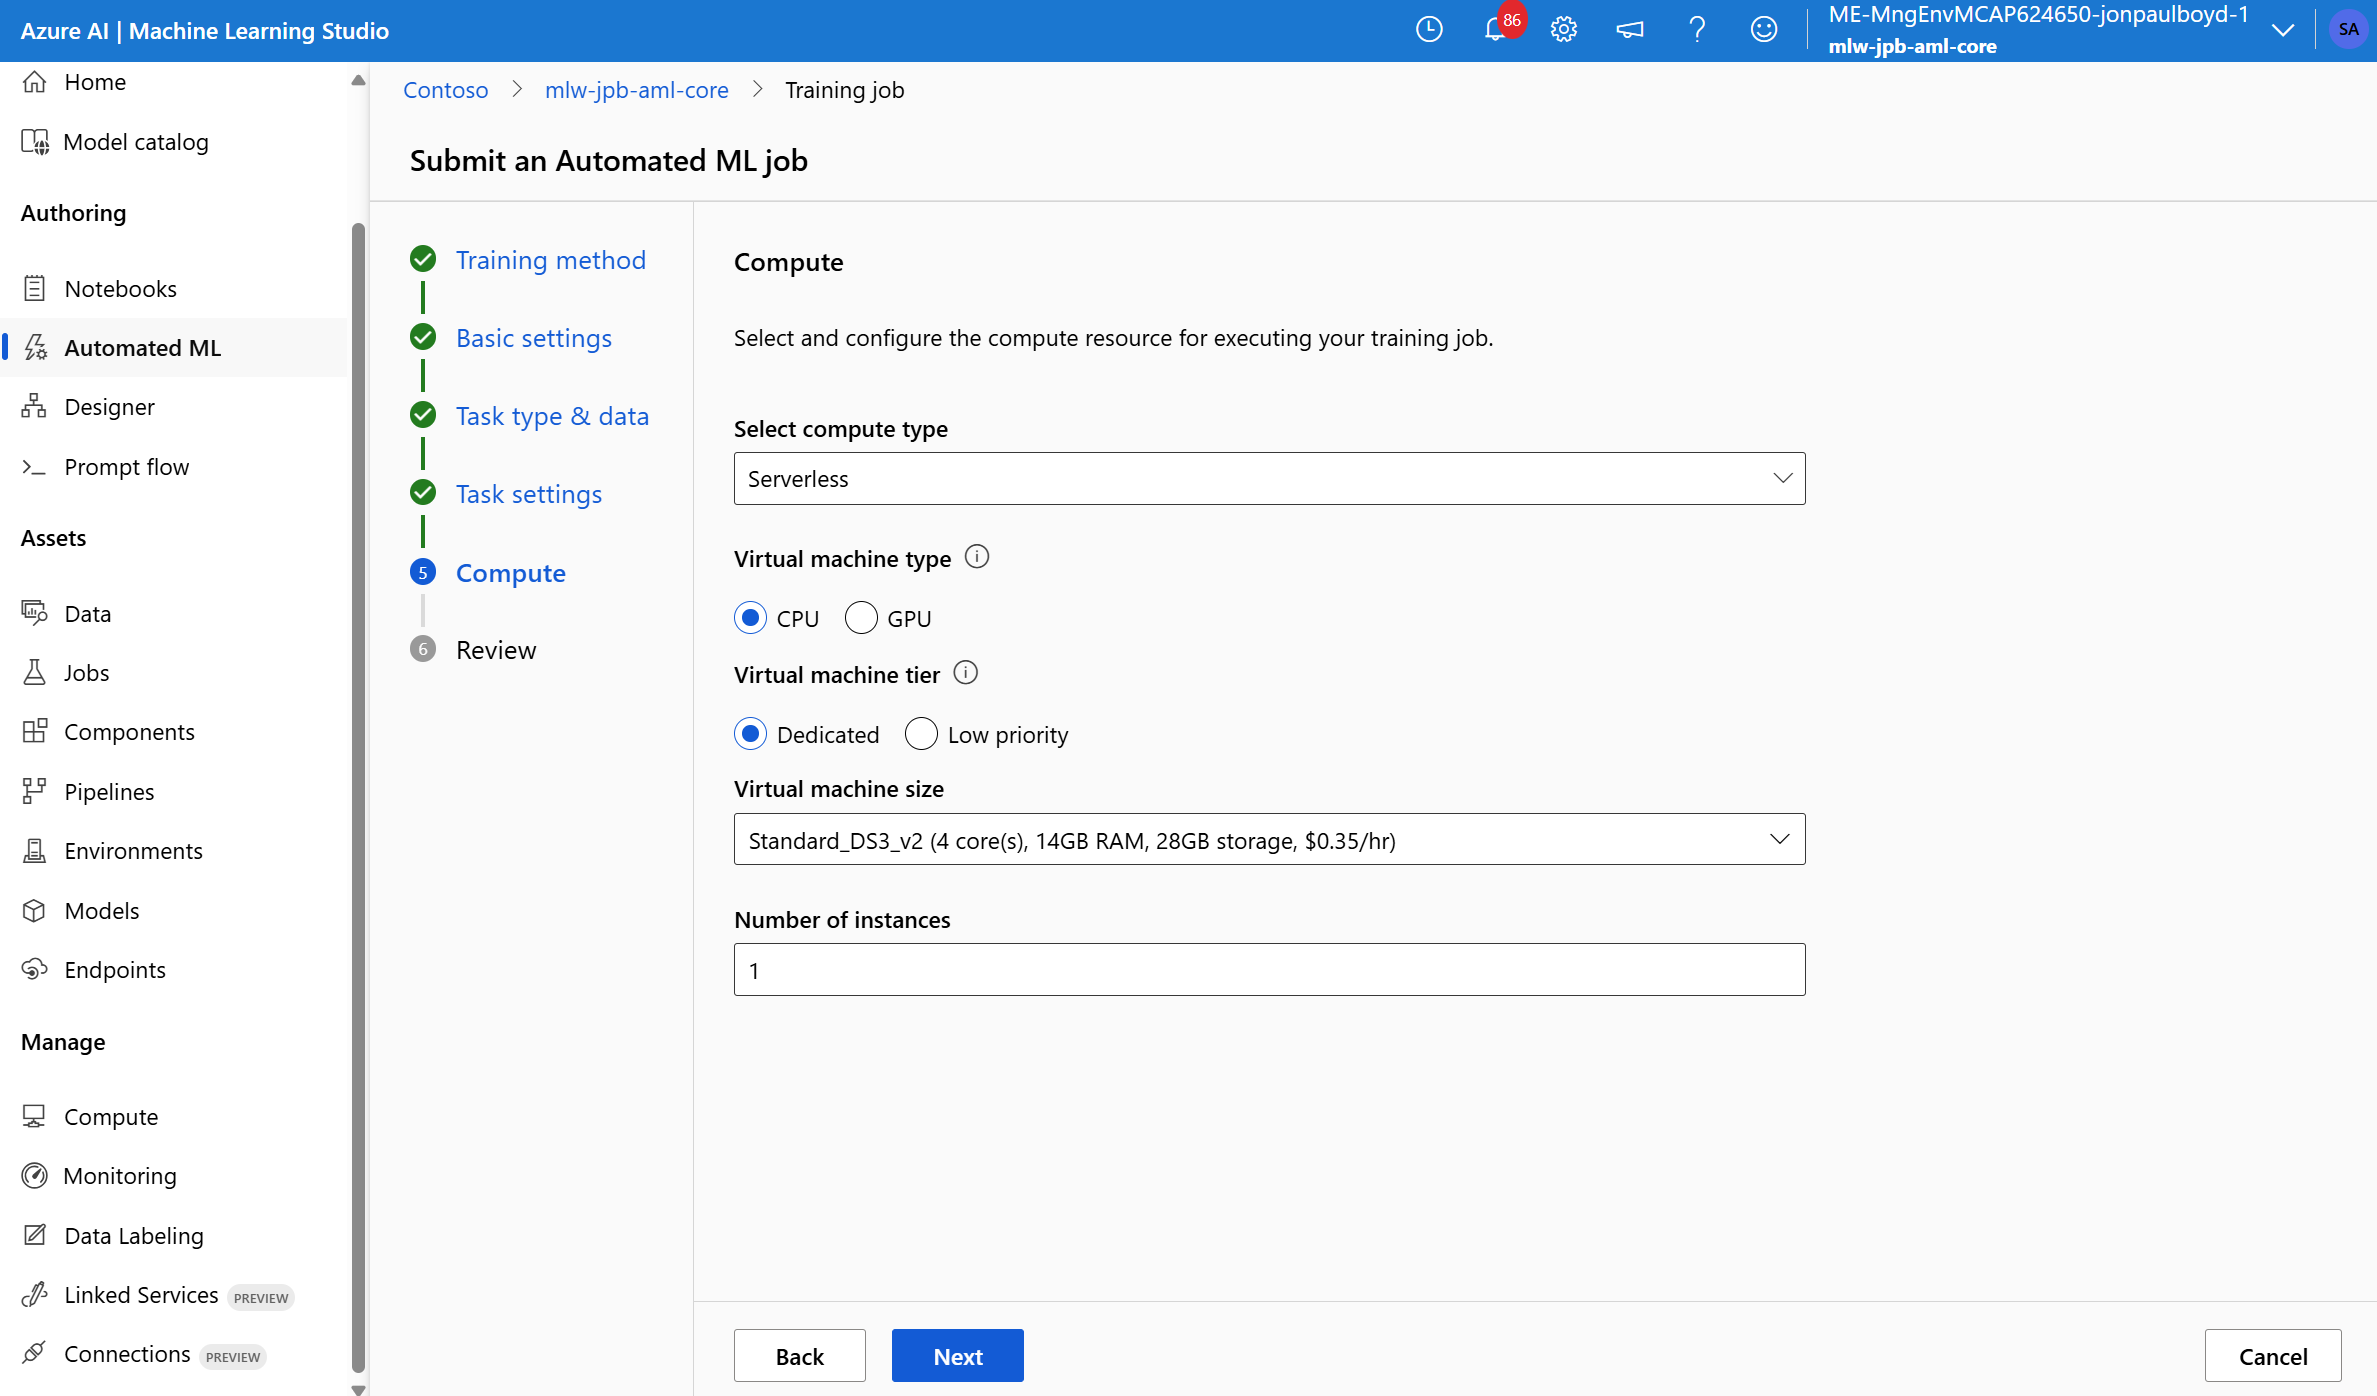 Azure AI | Machine Learning Studio
86
ME-MngEnvMCAP624650-jonpaulboyd-1
mlw-jpb-aml-core
SA
Home
Model catalog
Authoring
Notebooks
Automated ML
Designer
Prompt flow
Assets
Data
Jobs
Components
Pipelines
Environments
Models
Endpoints
Manage
Compute
Monitoring
Data Labeling
Linked Services PREVIEW
Connections PREVIEW
Contoso > mlw-jpb-aml-core > Training job
Submit an Automated ML job
Training method
Basic settings
Task type & data
Task settings
5 Compute
6 Review
Compute
Select and configure the compute resource for executing your training job.
Select compute type
Serverless
Virtual machine type
CPU GPU
Virtual machine tier
Dedicated Low priority
Virtual machine size
Standard_DS3_v2 (4 core(s), 14GB RAM, 28GB storage, $0.35/hr)
Number of instances
1
Back Next Cancel